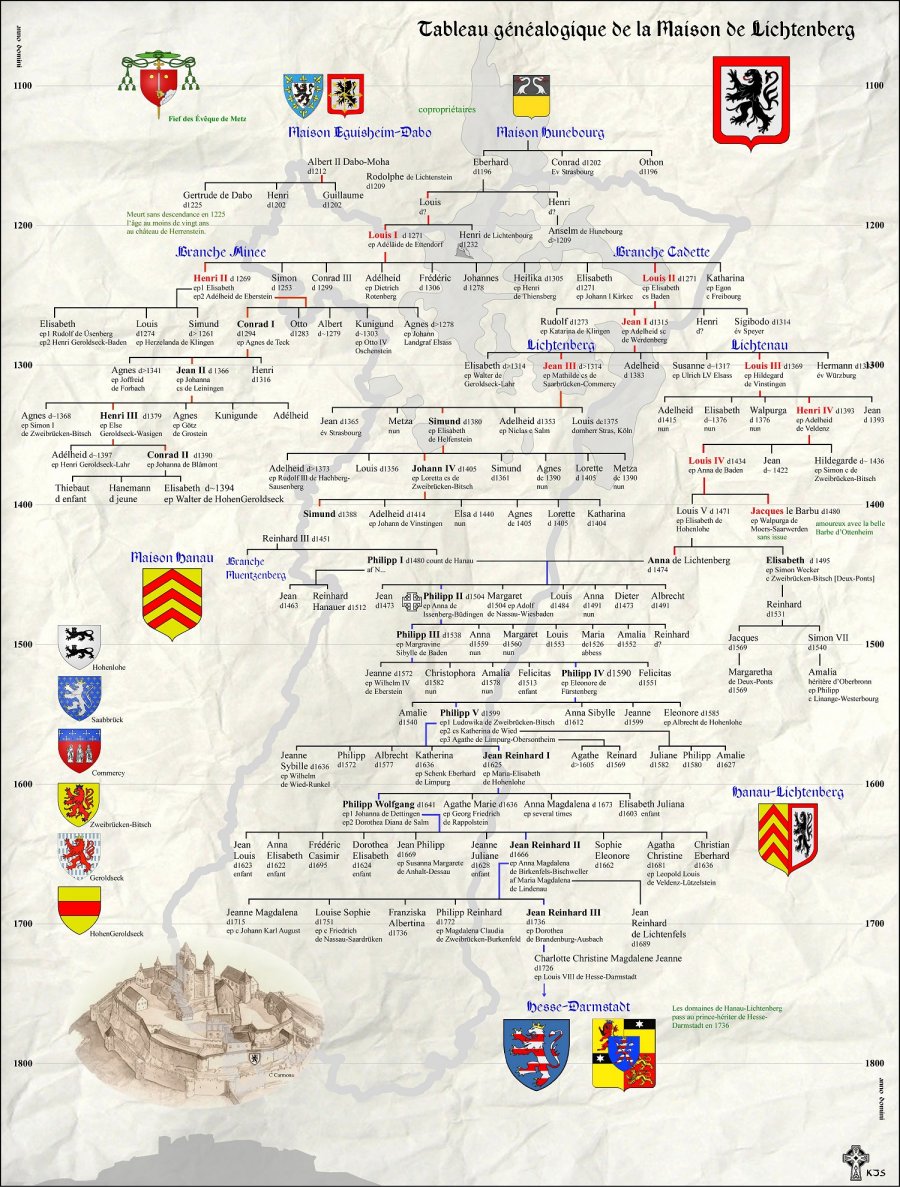 Tableau généalogique de la Maison de Lichtenberg
anno domini
1100
1100
Fief des Évêque de Metz
copropriétaires
Maison Eguisheim-Dabo
Maison Hunebourg
Albert II Dabo-Moha
d1212
Rodolphe de Lichtenstein
d1209
Eberhard
d1196
Conrad d1202
Ev Strasbourg
Othon
d1196
Gertrude de Dabo
d1225
Henri
d1202
Guillaume
d1202
Louis
d?
Henri
d?
Meurt sans descendance en 1225
l'âge au moins de vingt ans
au château de Herrenstein.
1200
1200
Louis I d 1271
ep Adélaide de Ettendorf
Henri de Lichtenbourg
d1232
Anselm de Hunebourg
d>1209
Branche Aînee
Branche Cadette
Henri II d 1269
ep1 Elisabeth
ep2 Adélheid de Eberstein
Simon
d 1253
Conrad III
d 1299
Adélheid
ep Dietrich
Rotenberg
Frédéric
d 1306
Johannes
d 1278
Heilika d1305
ep Henri
de Thiensberg
Elisabeth
d1271
ep Johann I Kirkec
Louis II d1271
ep Elisabeth
cs Baden
Katharina
ep Egon
c Freibourg
Elisabeth
ep1 Rudolf de Üsenberg
ep2 Henri Geroldseck-Baden
Louis
d1274
Simund
d> 1261
ep Herzelanda de Klingen
Conrad I
d1294
ep Agnes de Teck
Otto
d1283
Albert
d~1279
Kunigund
d~1303
ep Otto IV
Oschenstein
Agnes d>1278
ep Johann
Landgraf Elsass
Rudolf d1273
ep Katarina de Klingen
Jean I d1315
ep Adelheid sc
de Werdenberg
Henri
d?
Sigibodo d1314
év Speyer
Lichtenberg
Lichtenau
1300
1300
Agnes d>1341
ep Joffreid
de Forbach
Jean II d 1366
ep Johanna
cs de Leiningen
Henri
d1316
Elisabeth d>1314
ep Walter de
Geroldseck-Lahr
Jean III d>1314
ep Mathilde cs de
Saarbrücken-Commercy
Adelheid
d 1383
Susanne d~1317
ep Ulrich LV Elsass
Louis III d1369
ep Hildegard
de Vinstingen
Hermann
év Würzburg
Agnes d~1368
ep Simon I
de Zweibrücken-Bitsch
Henri III d1379
ep Else
Geroldseck-Wasigen
Agnes
ep Götz
de Grostein
Kunigunde
Adélheid
Jean d1365
év Strasbourg
Metza
nun
Simund d1380
ep Elisabeth
de Helfenstein
Adelheid d1353
ep Niclas e Salm
Louis de1375
domherr Stras, Köln
Adelheid
d1415
nun
Elisabeth
d~1376
nun
Walpurga
d 1376
nun
Henri IV d1393
ep Adelheid
de Veldenz
Jean
d 1393
Adélheid d~1397
ep Henri Geroldseck-Lahr
Conrad II d1390
ep Johanna de Blâmont
Adelheid d>1373
ep Rudolf III de Hachberg-
Sausenberg
Louis d1356
Johann IV d1405
ep Loretta cs de
Zweibrücken-Bitsch
Simund
d1361
Agnes
dc 1390
nun
Lorette
d 1405
Metza
dc 1390
nun
Louis IV d1434
ep Anna de Baden
Jean
d~ 1422
Hildegarde d~ 1436
ep Simon c de
Zweibrücken-Bitsch
Thiebaut
d enfant
Hanemann
d jeune
Elisabeth d~1394
ep Walter de HohenGeroldseck
1400
1400
Simund d1388
Adelheid d1414
ep Johann de Vinstingen
Elsa d 1440
nun
Agnes
de 1405
Lorette
d 1405
Katharina
d1404
Louis V d 1471
ep Elisabeth de
Hohenlohe
Jacques le Barbu d1480
ep Walpurga de
Moers-Saarwerden
sans issue
amoureux avec la belle
Barbe d'Ottenheim
Reinhard III d1451
Maison Hanau
Branche
Muentzenberg
Philipp I d1480 count de Hanau
af N...
Anna de Lichtenberg
d 1474
Elisabeth d 1495
ep Simon Wecker
c Zweibrücken-Bitsch [Deux-Ponts]
Jean
d1463
Reinhard
Hanauer d1512
Jean
d1473
Philipp II d1504
ep Anna de
Issenberg-Büdingen
Margaret
d1504 ep Adolf
de Nassau-Wiesbaden
Louis
d1484
Anna
d1491
nun
Dieter
d1473
Albrecht
d1491
Reinhard
d1531
1500
1500
Philipp III d1538
ep Margravine
Sibylle de Baden
Anna
d1559
nun
Margaret
d1560
nun
Louis
d1553
Maria
dc1526
abbess
Amalia
d1552
Reinhard
d?
Jacques
d1569
Simon VII
d1540
Hohenlohe
Jeanne d1572
ep Wilhelm IV
de Eberstein
Christophora
d1582
nun
Amalia
d1578
nun
Felicitas
d1513
enfant
Philipp IV d1590
ep Eleonore de
Fürstenberg
Felicitas
d1551
Margaretha
de Deux-Ponts
d1569
Amalia
héritière d'Oberbronn
ep Philipp
c Linange-Westerbourg
Saabbrück
Amalie
d1540
Philipp V d1599
ep1 Ludowika de Zweibrücken-Bitsch
ep2 cs Katherina de Wied
ep3 Agathe de Limpurg-Obersontheim
Anna Sibylle
d1612
Jeanne
d1599
Eleonore d1585
ep Albrecht de Hohenlohe
Commercy
Jeanne
Sybille d1636
ep Wilhelm
de Wied-Runkel
Philipp
d1572
Albrecht
d1577
Katherina
d1636
ep Schenk Eberhard
de Limpurg
Jean Reinhard I
d1625
ep Maria-Elisabeth
de Hohenlohe
Agathe
d>1605
Reinard
d1569
Juliane
d1582
Philipp
d1580
Amalie
d1627
1600
1600
Hanau-Lichtenberg
Zweibrücken-Bitsch
Philipp Wolfgang d1641
ep1 Johanna de Dettingen
ep2 Dorothea Diana de Salm
Agathe Marie d1636
ep Georg Friedrich
de Rappolstein
Anna Magdalena d 1673
ep several times
Elisabeth Juliana
d1603 enfant
Geroldseck
Jean
Louis
d1623
enfant
Anna
Elisabeth
d1622
enfant
Frédéric
Casimir
d1695
Dorothea
Elisabeth
d1624
enfant
Jean Philipp
d1669
ep Susanna Margarete
de Anhalt-Dessau
Jeanne
Juliane
d1628
enfant
Jean Reinhard II
d1666
ep Anna Magdalena
de Birkenfels-Bischweller
af Maria Magdalena
de Lindenau
Sophie
Eleonore
d1662
Agatha
Christine
d1681
ep Leopold Louis
de Veldenz-Lützelstein
Christian
Eberhard
d1636
HohenGeroldseck
1700
1700
Jeanne Magdalena
d1715
ep c Johann Karl August
Louise Sophie
d1751
ep c Friedrich
de Nassau-Saardrüken
Franziska
Albertina
d1736
Philipp Reinhard
d1772
ep Magdalena Claudia
de Zweibrücken-Burkenfeld
Jean Reinhard III
d1736
ep Dorothea
de Brandenburg-Ausbach
Jean
Reinhard
de Lichtenfels
d1689
Charlotte Christine Magdalene Jeanne
d1726
ep Louis VIII de Hesse-Darmstadt
Hesse-Darmstadt
Les domaines de Hanau-Lichtenberg
pass au prince-hériter de Hesse-
Darmstadt en 1736
1800
1800
C Carmona
anno domini
KJS